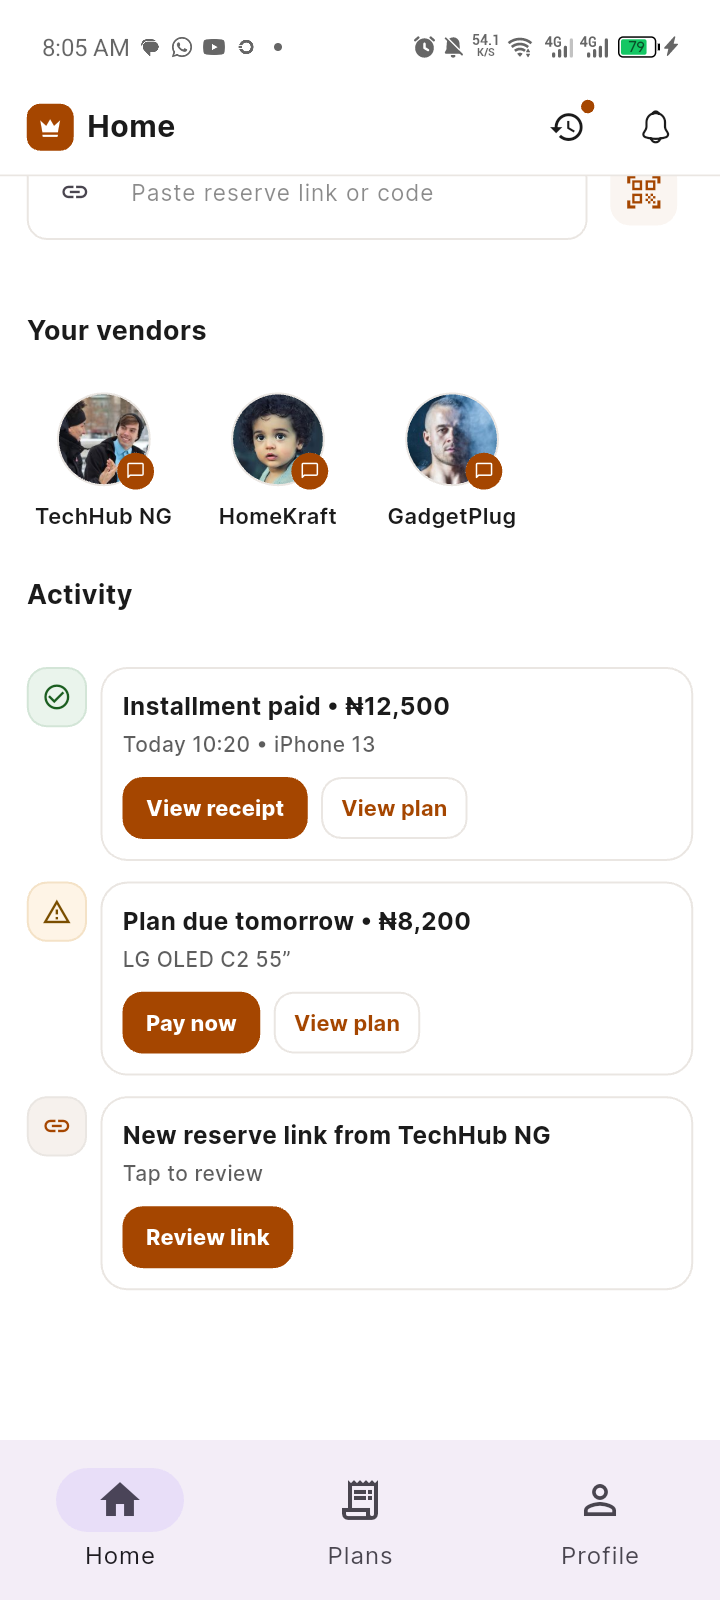 8:05 AM
54.1
K/S
4G
4G
79
Home
Paste reserve link or code
Your vendors
TechHub NG
HomeKraft
GadgetPlug
Activity
Installment paid • ₦12,500
Today 10:20 • iPhone 13
View receipt
View plan
Plan due tomorrow • ₦8,200
LG OLED C2 55”
Pay now
View plan
New reserve link from TechHub NG
Tap to review
Review link
Home
Plans
Profile